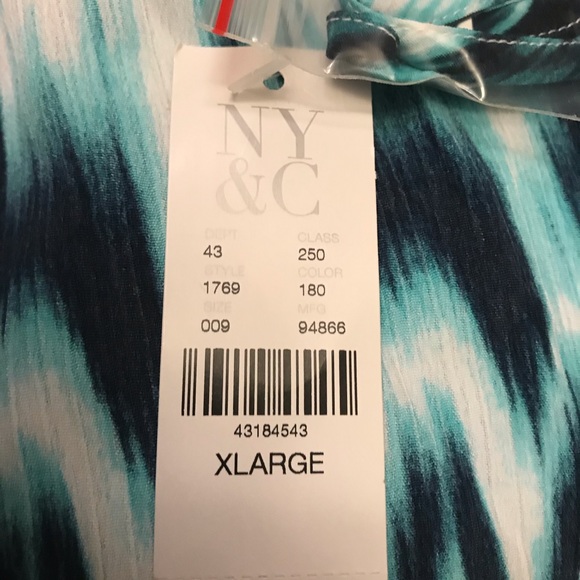 NY
&C
DEPT CLASS
43 250
STYLE COLOR
1769 180
SIZE MFG
009 94866
43184543
XLARGE